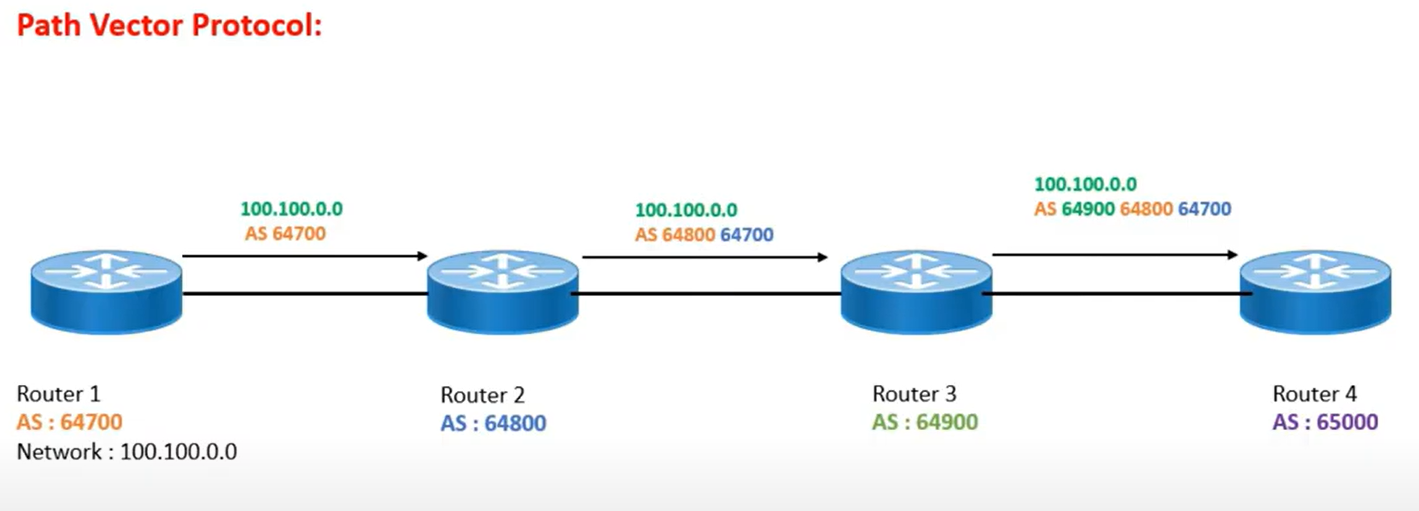 Path Vector Protocol:
100.100.0.0
AS 64700
100.100.0.0
AS 64800 64700
100.100.0.0
AS 64900 64800 64700
Router 1
AS : 64700
Network : 100.100.0.0
Router 2
AS : 64800
Router 3
AS : 64900
Router 4
AS : 65000